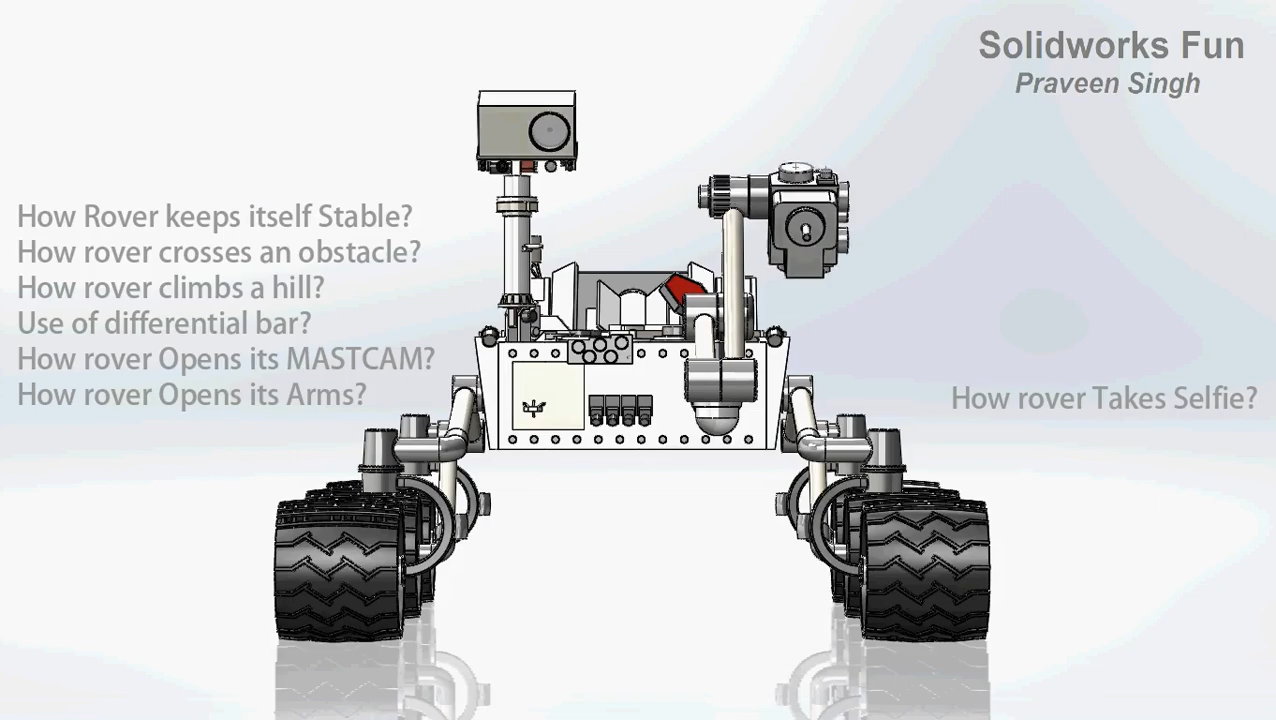 Solidworks Fun
Praveen Singh
How Rover keeps itself Stable?
How rover crosses an obstacle?
How rover climbs a hill?
Use of differential bar?
How rover Opens its MASTCAM?
How rover Opens its Arms?
How rover Takes Selfie?